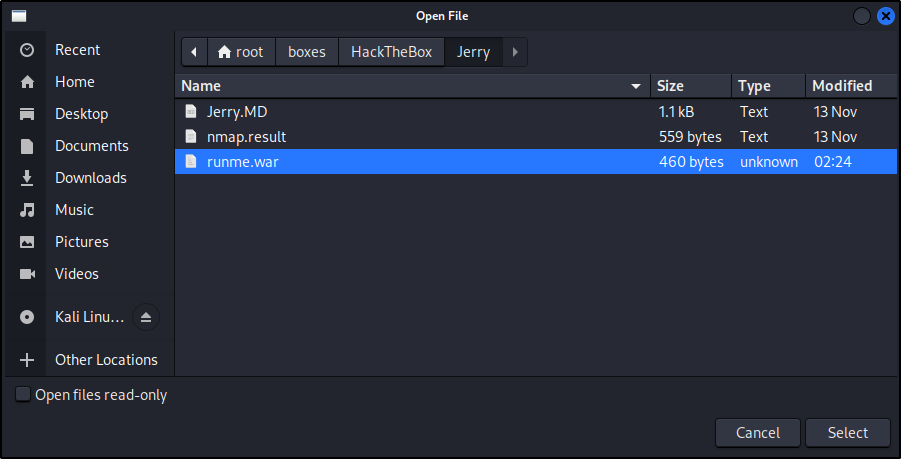 Open File
Recent
Home
Desktop
Documents
Downloads
Music
Pictures
Videos
Kali Linu...
Other Locations
root boxes HackTheBox Jerry
Name Size Type Modified
Jerry.MD 1.1 kB Text 13 Nov
nmap.result 559 bytes Text 13 Nov
runme.war 460 bytes unknown 02:24
Open files read-only
Cancel Select